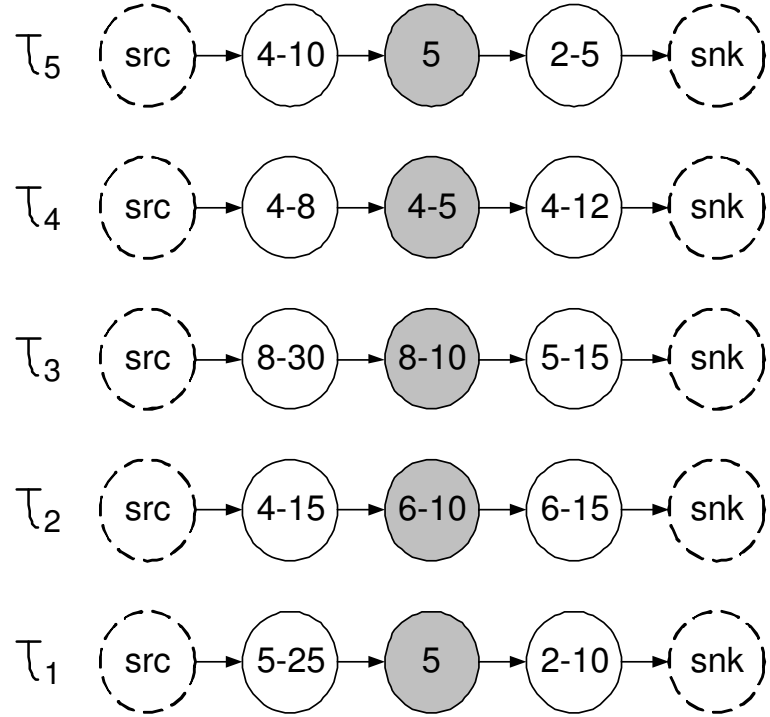 τ5 src 4-10 5 2-5 snk
τ4 src 4-8 4-5 4-12 snk
τ3 src 8-30 8-10 5-15 snk
τ2 src 4-15 6-10 6-15 snk
τ1 src 5-25 5 2-10 snk